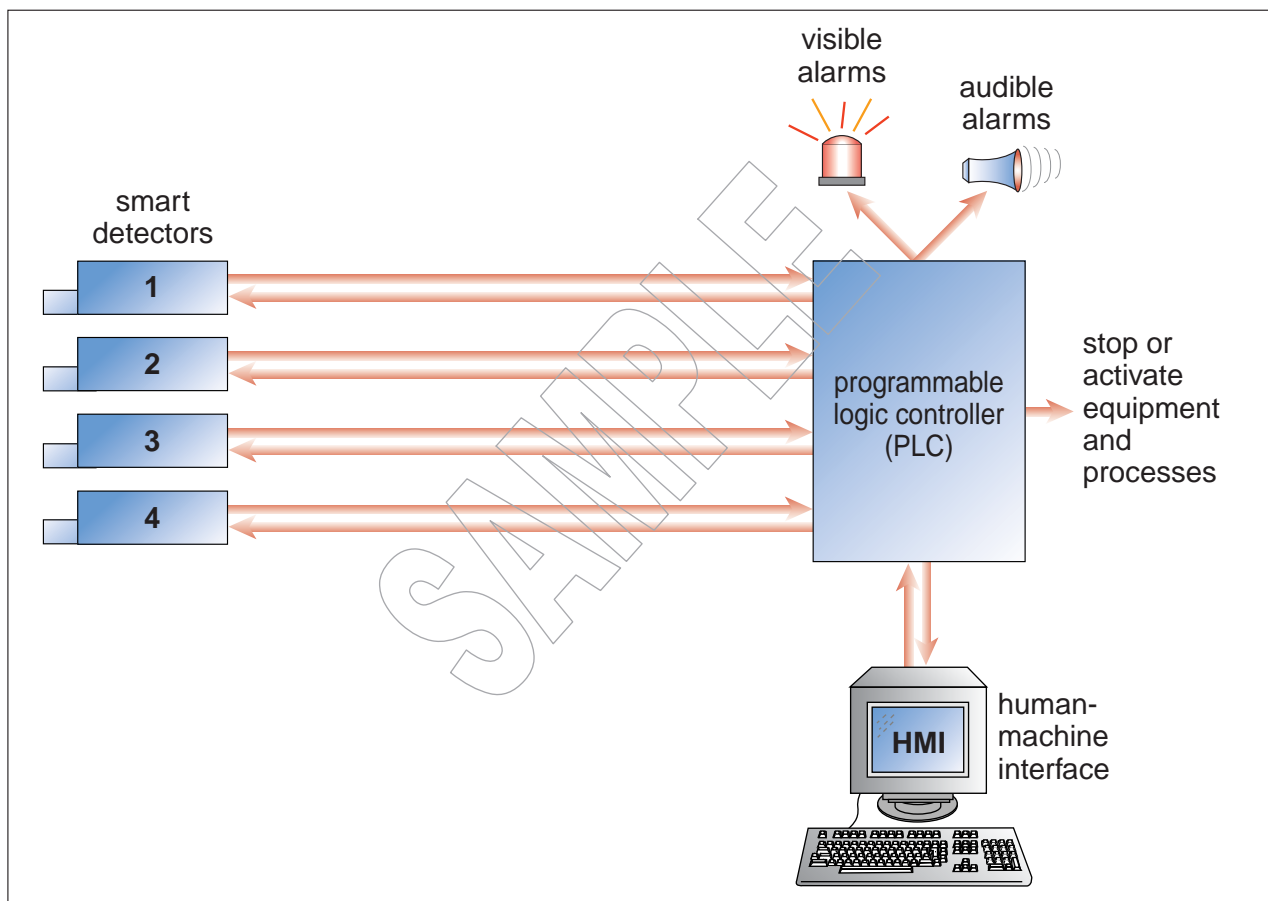 visible
alarms
audible
alarms
smart
detectors
1
2
3
4
programmable
logic controller
(PLC)
stop or
activate
equipment
and
processes
HMI
human-
machine
interface
SAMPLE